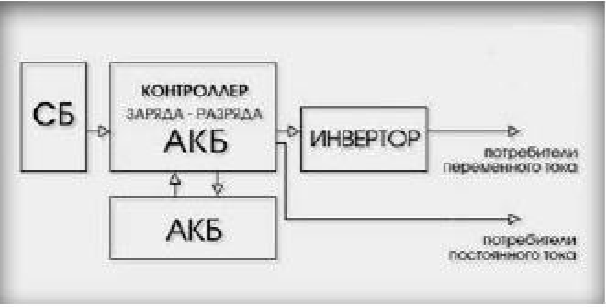 СБ
КОНТРОЛЛЕР
ЗАРЯДА - РАЗРЯДА
АКБ
ИНВЕРТОР
потребители
переменного тока
АКБ
потребители
постоянного тока